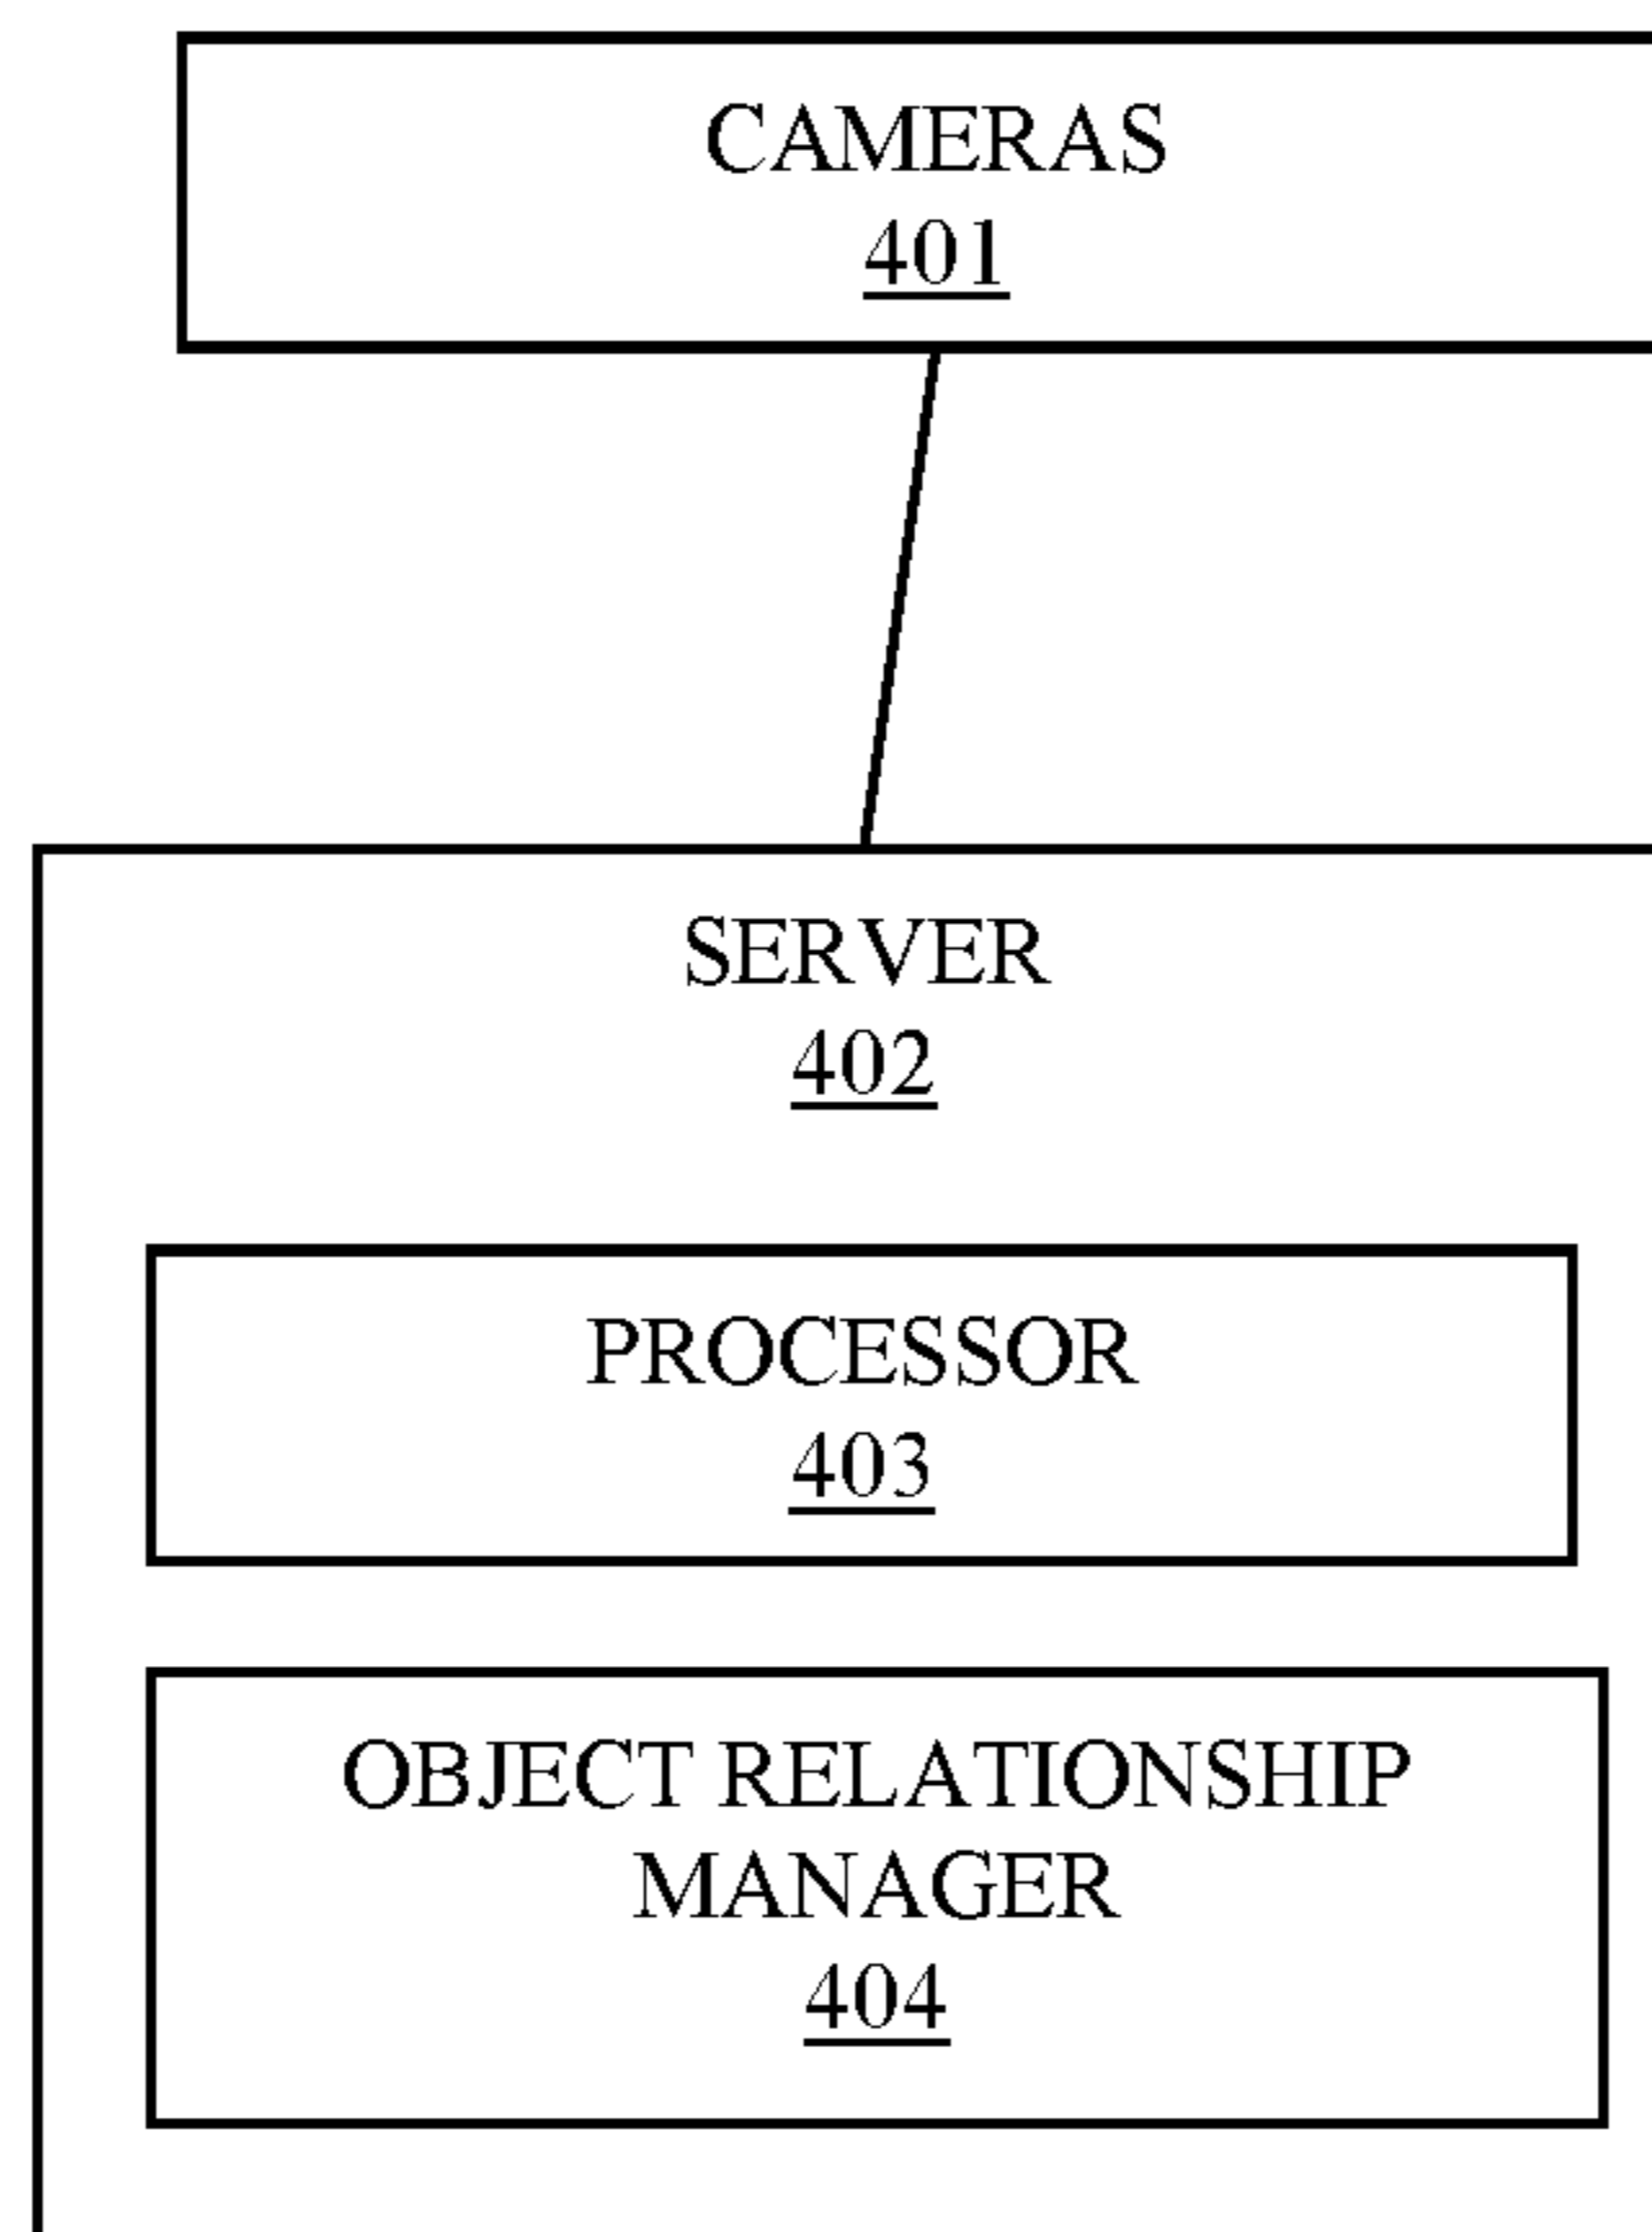 CAMERAS
401
SERVER
402
PROCESSOR
403
OBJECT RELATIONSHIP
MANAGER
404